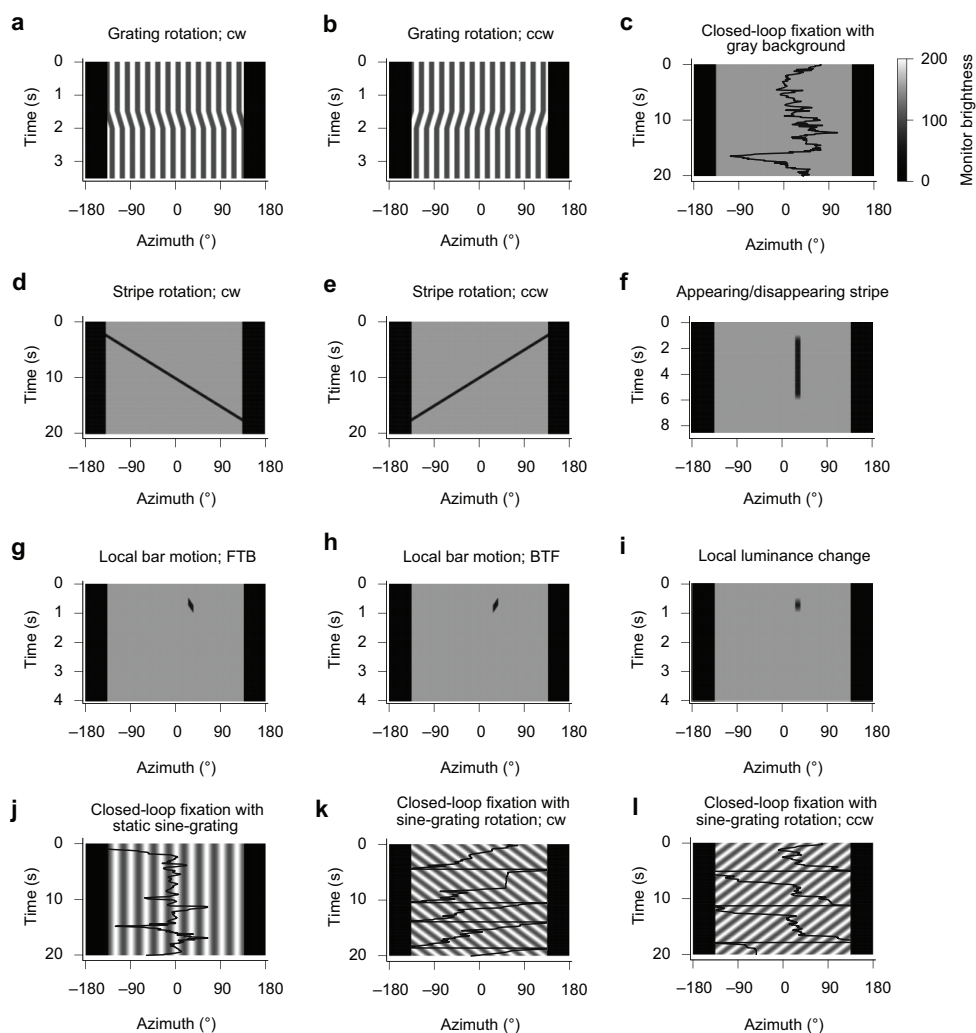 a
Grating rotation; cw
Time (s)
0
1
2
3
–180 –90 0 90 180
Azimuth (°)
b
Grating rotation; ccw
Time (s)
0
1
2
3
–180 –90 0 90 180
Azimuth (°)
c
Closed-loop fixation with
gray background
Time (s)
0
10
20
–180 –90 0 90 180
Azimuth (°)
200
100
0
Monitor brightness
d
Stripe rotation; cw
Time (s)
0
10
20
–180 –90 0 90 180
Azimuth (°)
e
Stripe rotation; ccw
Ttime (s)
0
10
20
–180 –90 0 90 180
Azimuth (°)
f
Appearing/disappearing stripe
Time (s)
0
2
4
6
8
–180 –90 0 90 180
Azimuth (°)
g
Local bar motion; FTB
Time (s)
0
1
2
3
4
–180 –90 0 90 180
Azimuth (°)
h
Local bar motion; BTF
Time (s)
0
1
2
3
4
–180 –90 0 90 180
Azimuth (°)
i
Local luminance change
Time (s)
0
1
2
3
4
–180 –90 0 90 180
Azimuth (°)
j
Closed-loop fixation with
static sine-grating
Time (s)
0
10
20
–180 –90 0 90 180
Azimuth (°)
k
Closed-loop fixation with
sine-grating rotation; cw
Time (s)
0
10
20
–180 –90 0 90 180
Azimuth (°)
l
Closed-loop fixation with
sine-grating rotation; ccw
Time (s)
0
10
20
–180 –90 0 90 180
Azimuth (°)